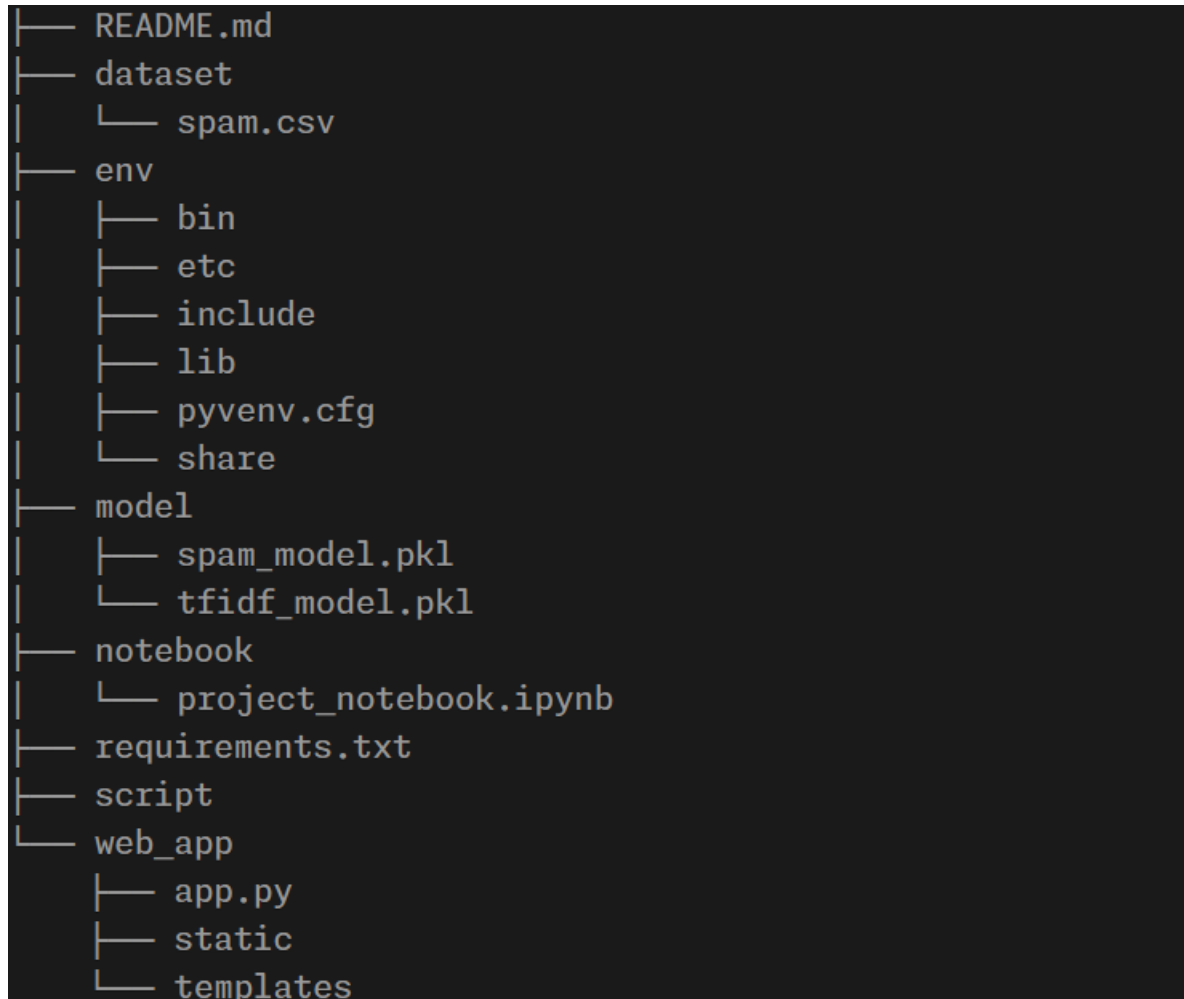 ├── README.md
├── dataset
│   └── spam.csv
├── env
│   ├── bin
│   ├── etc
│   ├── include
│   ├── lib
│   ├── pyvenv.cfg
│   └── share
├── model
│   ├── spam_model.pkl
│   └── tfidf_model.pkl
├── notebook
│   └── project_notebook.ipynb
├── requirements.txt
├── script
└── web_app
    ├── app.py
    ├── static
    └── templates